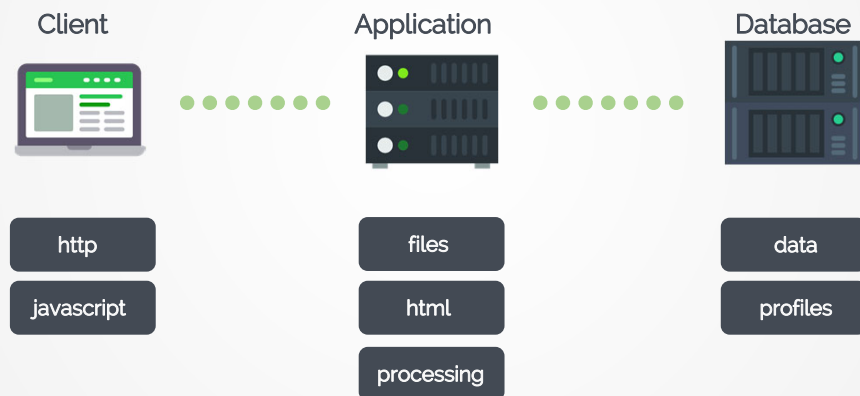 Client
Application
Database
http
files
data
javascript
html
profiles
processing